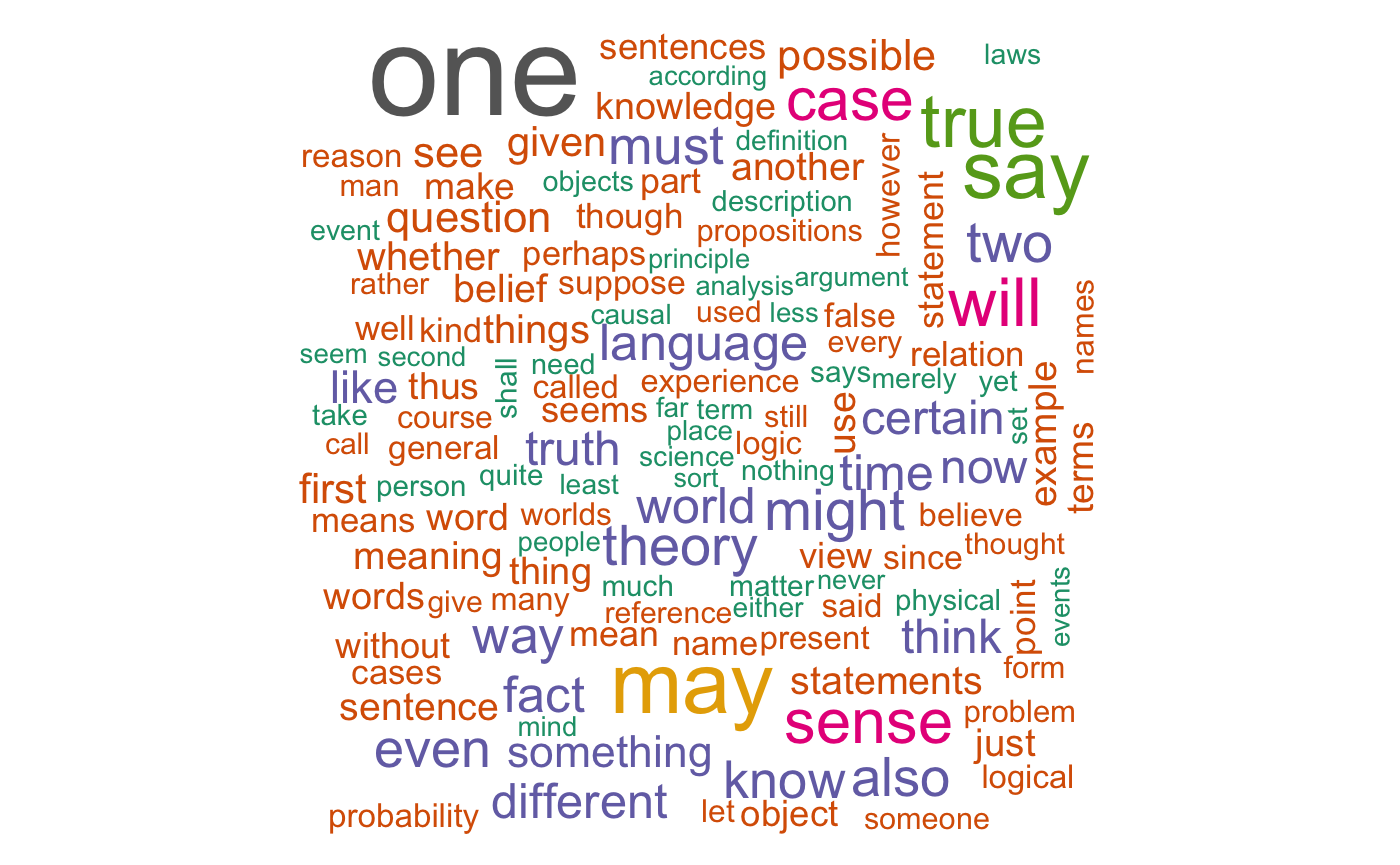 one sentences possible laws
according
knowledge case true
reason see given must definition another however say
man make objects part description statement
event question though propositions two
whether perhaps principle
rather belief suppose analysis argument will names
well kind things causal used less false
seem second language every relation
like thus shall need called experience says merely yet example
take course seems far term still use certain set
call general truth place logic terms
science
first person quite least sort nothing time now
means word worlds world might believe
meaning people theory view since thought
thing
words give many much matter never physical point events
reference either said
without way mean name present think
cases may statements form
sentence fact sense problem
mind
even something just
know also logical
probability different let object someone